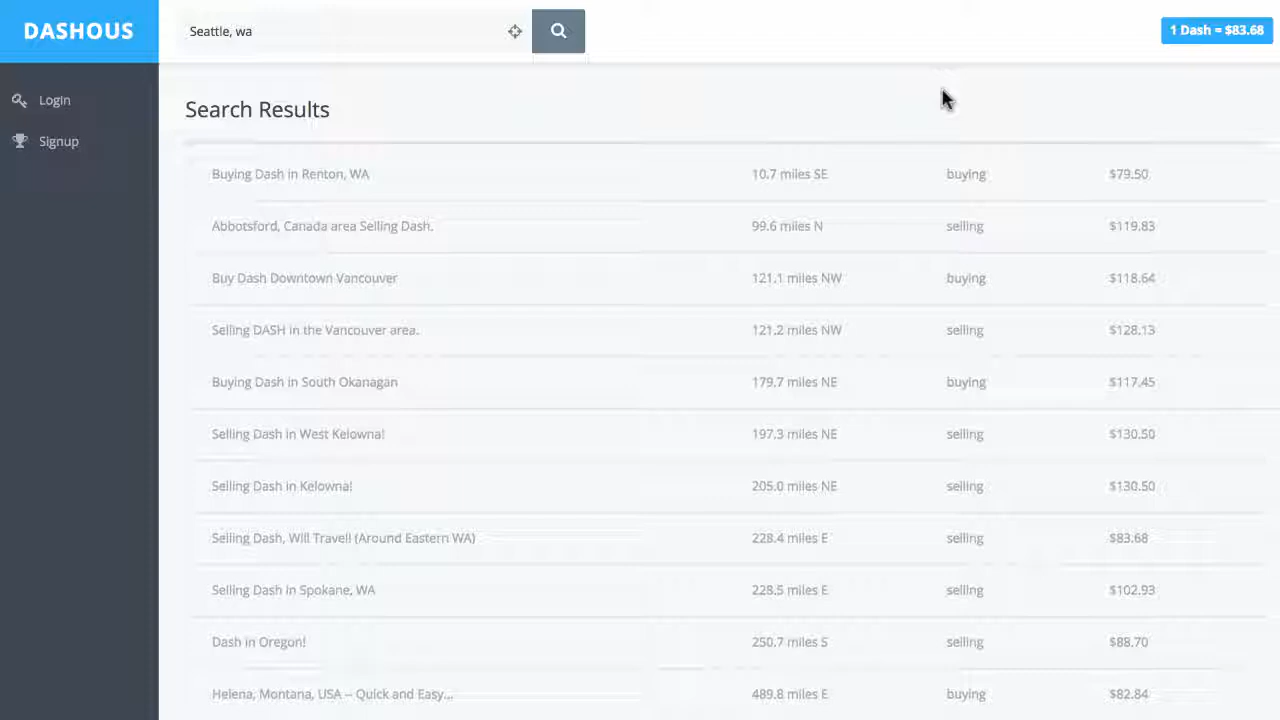 DASHOUS
Seattle, wa
1 Dash = $83.68
Login
Signup
Search Results
Buying Dash in Renton, WA 10.7 miles SE buying $79.50
Abbotsford, Canada area Selling Dash. 99.6 miles N selling $119.83
Buy Dash Downtown Vancouver 121.1 miles NW buying $118.64
Selling DASH in the Vancouver area. 121.2 miles NW selling $128.13
Buying Dash in South Okanagan 179.7 miles NE buying $117.45
Selling Dash in West Kelowna! 197.3 miles NE selling $130.50
Selling Dash in Kelowna! 205.0 miles NE selling $130.50
Selling Dash, Will Travel! (Around Eastern WA) 228.4 miles E selling $83.68
Selling Dash in Spokane, WA 228.5 miles E selling $102.93
Dash in Oregon! 250.7 miles S selling $88.70
Helena, Montana, USA -- Quick and Easy... 489.8 miles E buying $82.84